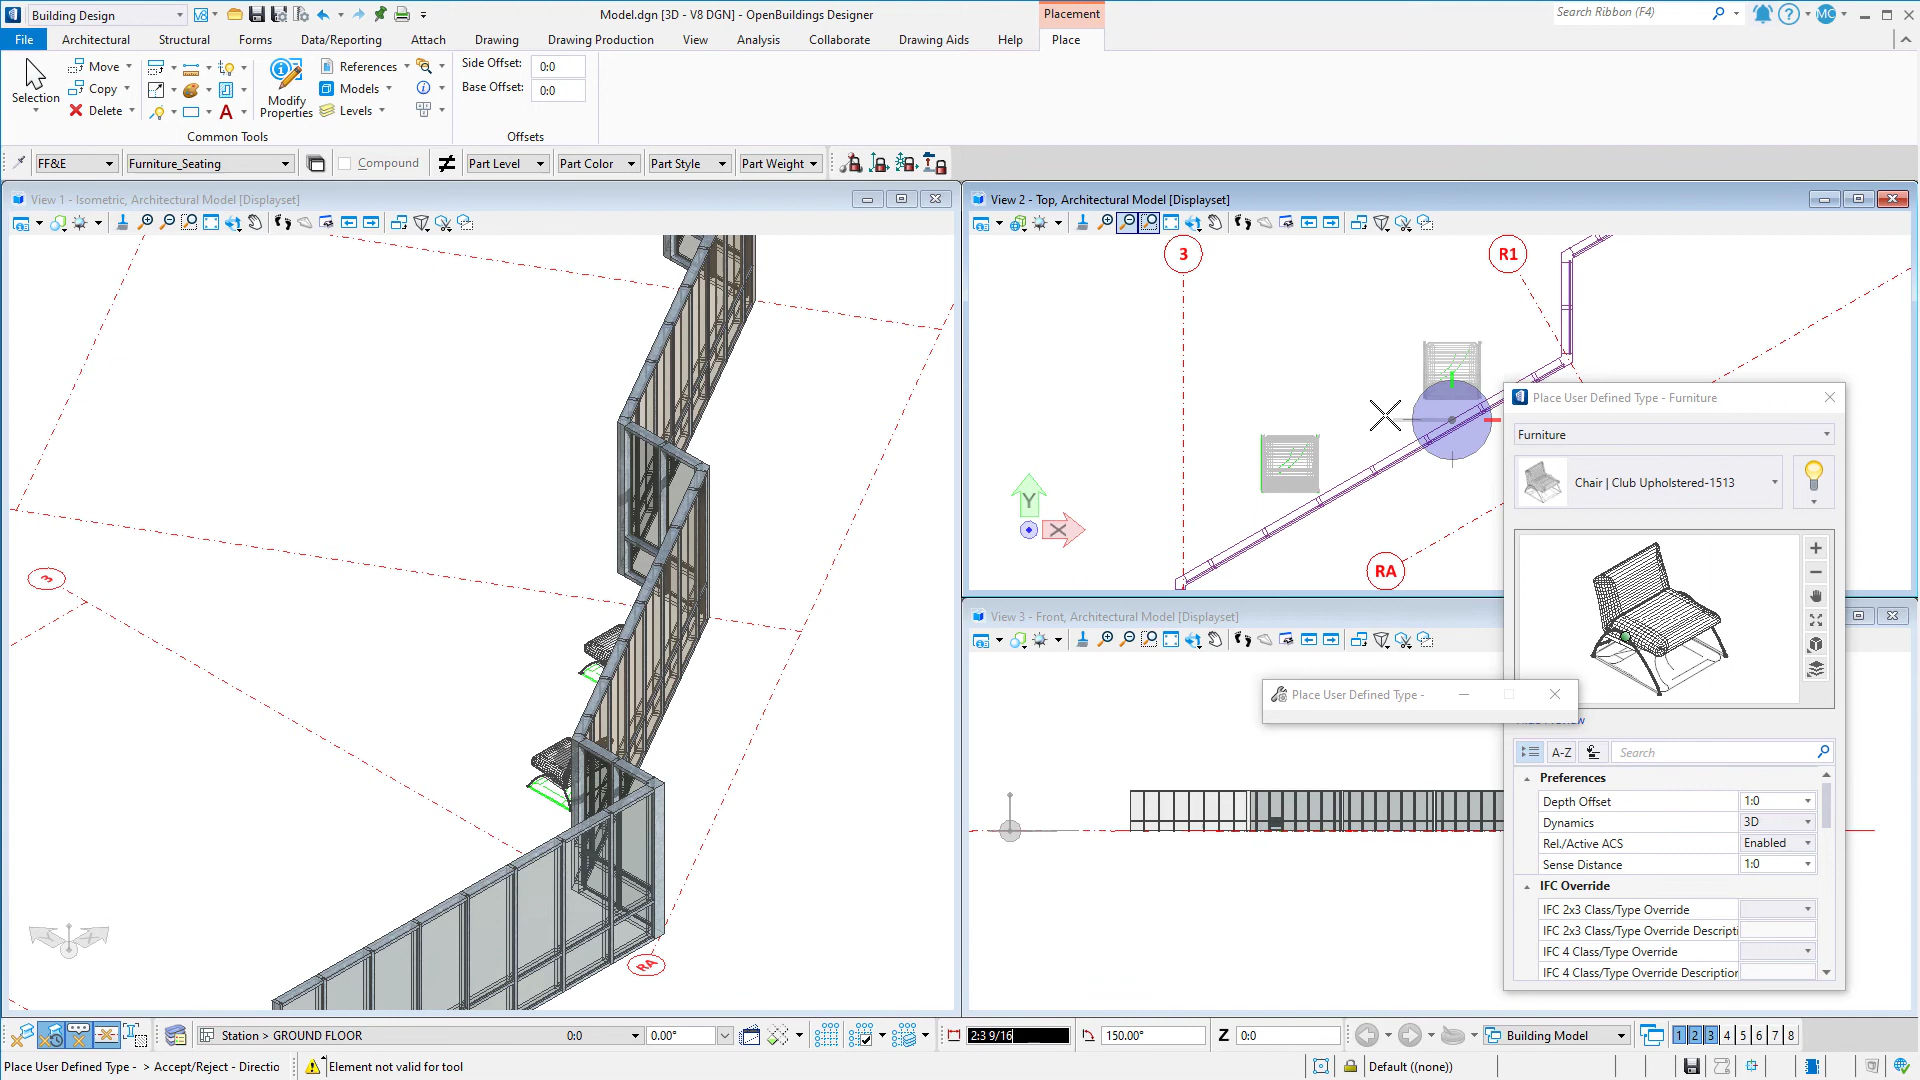 Building Design
Model.dgn [3D - V8 DGN] - OpenBuildings Designer
Placement
Search Ribbon (F4)
MC
File
Architectural
Structural
Forms
Data/Reporting
Attach
Drawing
Drawing Production
View
Analysis
Collaborate
Drawing Aids
Help
Place
Selection
Move
Copy
Delete
Modify
Properties
References
Models
Levels
Common Tools
Side Offset: 0:0
Base Offset: 0:0
Offsets
FF&E
Furniture_Seating
Compound
Part Level
Part Color
Part Style
Part Weight
View 1 - Isometric, Architectural Model [Displayset]
3
RA
View 2 - Top, Architectural Model [Displayset]
3
R1
Y
X
RA
View 3 - Front, Architectural Model [Displayset]
Place User Defined Type -
Place User Defined Type - Furniture
Furniture
Chair | Club Upholstered-1513
A-Z
Search
Preferences
Depth Offset 1:0
Dynamics 3D
Rel./Active ACS Enabled
Sense Distance 1:0
IFC Override
IFC 2x3 Class/Type Override
IFC 2x3 Class/Type Override Descripti
IFC 4 Class/Type Override
IFC 4 Class/Type Override Description
Station > GROUND FLOOR
0:0
0.00°
2:3 9/16
150.00°
Z
0:0
Building Model
1 2 3 4 5 6 7 8
Place User Defined Type - > Accept/Reject - Directio
Element not valid for tool
Default ((none))